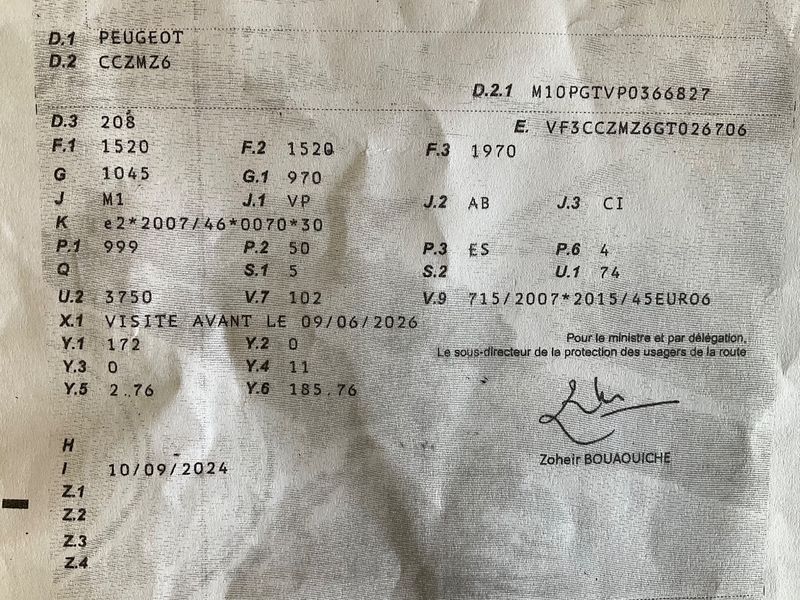 D.1 PEUGEOT
D.2 CCZMZ6
D.2.1 M10PGTVP0366827
D.3 208
E. VF3CCZMZ6GT026706
F.1 1520 F.2 1520 F.3 1970
G 1045 G.1 970
J M1 J.1 VP J.2 AB J.3 CI
K e2*2007/46*0070*30
P.1 999 P.2 50 P.3 ES P.6 4
Q S.1 5 S.2 U.1 74
U.2 3750 V.7 102 V.9 715/2007*2015/45EURO6
X.1 VISITE AVANT LE 09/06/2026
Y.1 172 Y.2 0
Pour le ministre et par délégation,
Le sous-directeur de la protection des usagers de la route
Y.3 0 Y.4 11
Y.5 2.76 Y.6 185.76
Zoheir BOUAOUICHE
H
I 10/09/2024
Z.1
Z.2
Z.3
Z.4